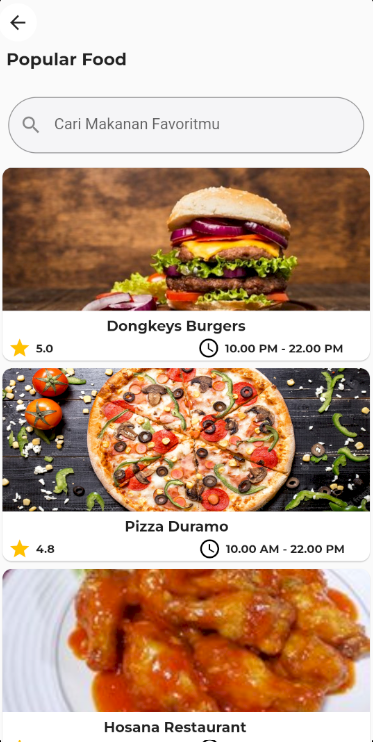 Popular Food
Cari Makanan Favoritmu
Dongkeys Burgers
5.0 10.00 PM - 22.00 PM
Pizza Duramo
4.8 10.00 AM - 22.00 PM
Hosana Restaurant